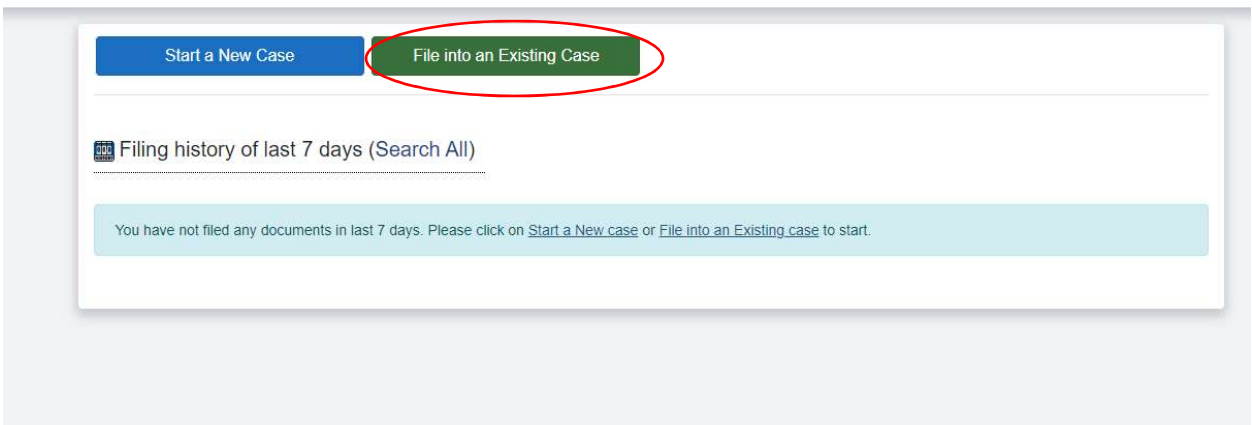 Start a New Case
File into an Existing Case
Filing history of last 7 days (Search All)
You have not filed any documents in last 7 days. Please click on Start a New case or File into an Existing case to start.